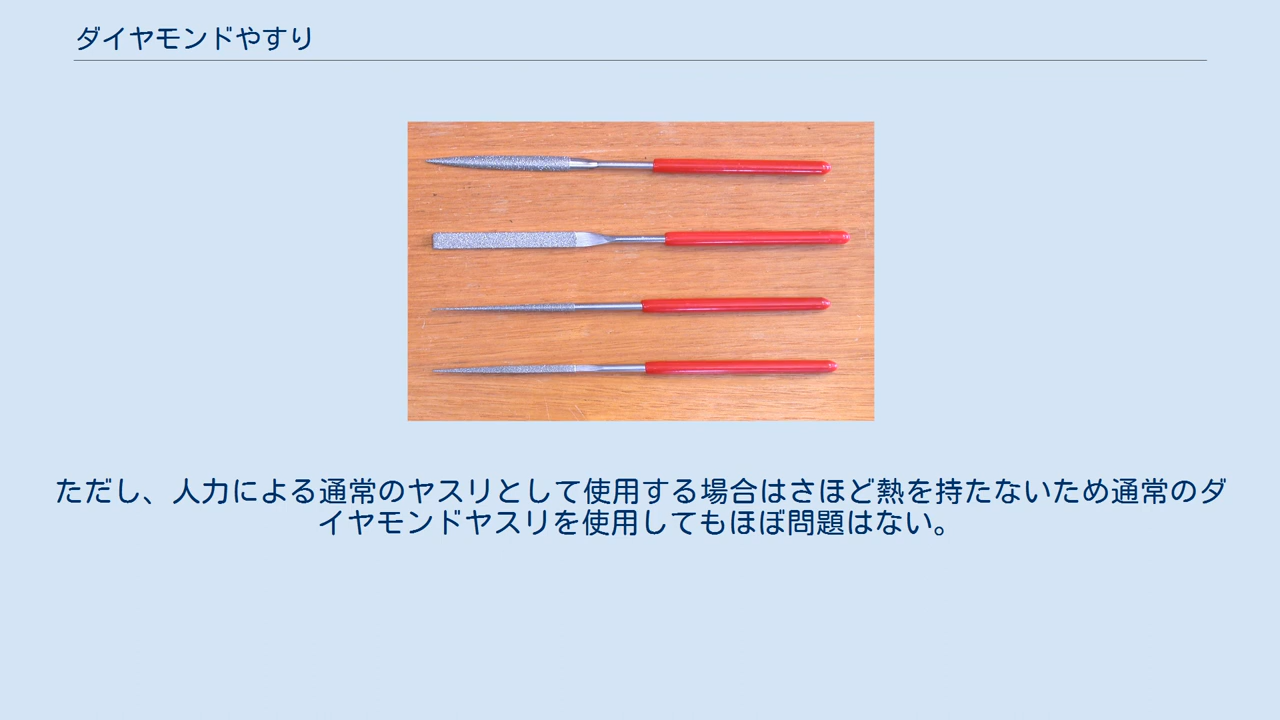 ダイヤモンドやすり
ただし、人力による通常のヤスリとして使用する場合はさほど熱を持たないため通常のダ
イヤモンドヤスリを使用してもほぼ問題はない。